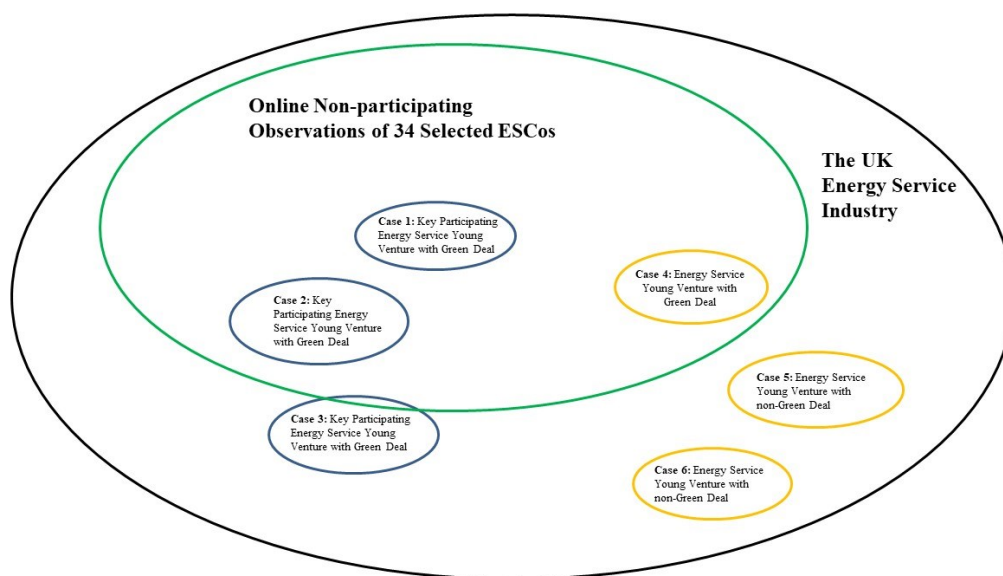 Online Non-participating
Observations of 34 Selected ESCos
The UK
Energy Service
Industry
Case 1: Key Participating
Energy Service Young
Venture with Green Deal
Case 4: Energy Service
Young Venture with
Green Deal
Case 2: Key
Participating Energy
Service Young Venture
with Green Deal
Case 5: Energy Service
Young Venture with
non-Green Deal
Case 3: Key Participating
Energy Service Young
Venture with Green Deal
Case 6: Energy Service
Young Venture with
non-Green Deal